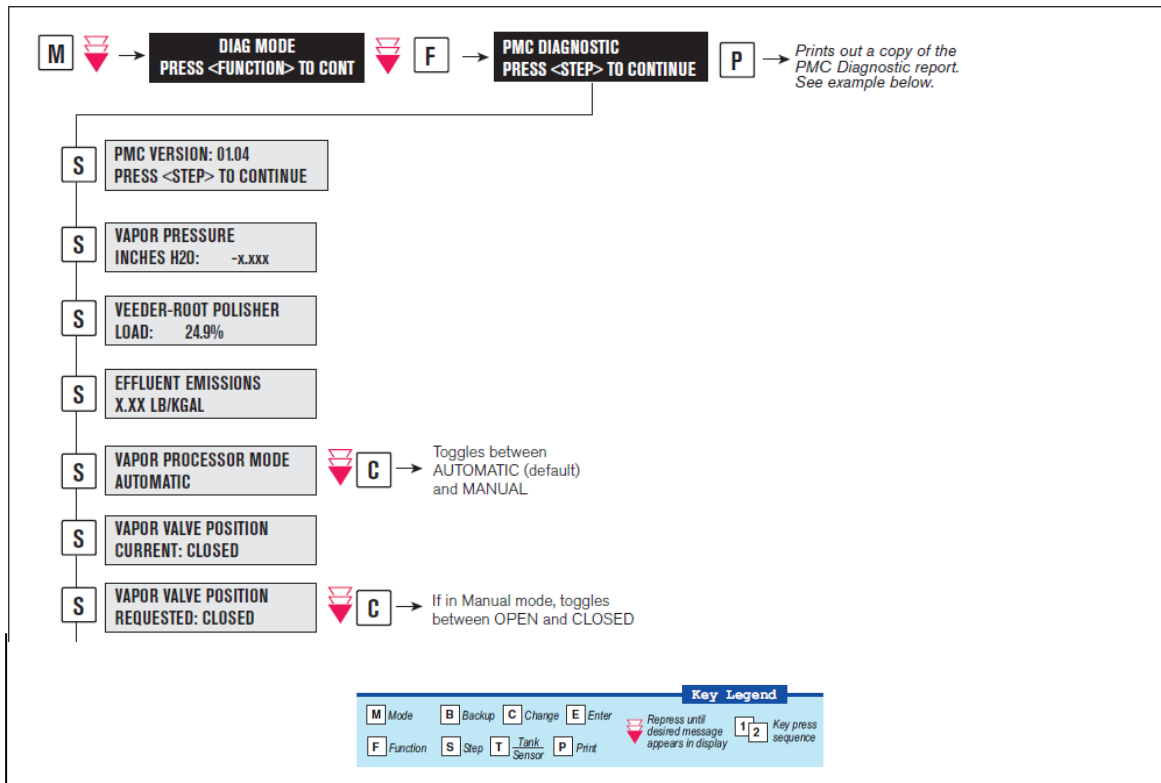 M
DIAG MODE
PRESS <FUNCTION> TO CONT
F
PMC DIAGNOSTIC
PRESS <STEP> TO CONTINUE
P
Prints out a copy of the
PMC Diagnostic report.
See example below.
S
PMC VERSION: 01.04
PRESS <STEP> TO CONTINUE
S
VAPOR PRESSURE
INCHES H20: -x.xxx
S
VEEDER-ROOT POLISHER
LOAD: 24.9%
S
EFFLUENT EMISSIONS
X.XX LB/KGAL
S
VAPOR PROCESSOR MODE
AUTOMATIC
C
Toggles between
AUTOMATIC (default)
and MANUAL
S
VAPOR VALVE POSITION
CURRENT: CLOSED
S
VAPOR VALVE POSITION
REQUESTED: CLOSED
C
If in Manual mode, toggles
between OPEN and CLOSED
Key Legend
M Mode
B Backup
C Change
E Enter
F Function
S Step
T Tank
Sensor
P Print
Repress until
desired message
appears in display
1 2
Key press
sequence